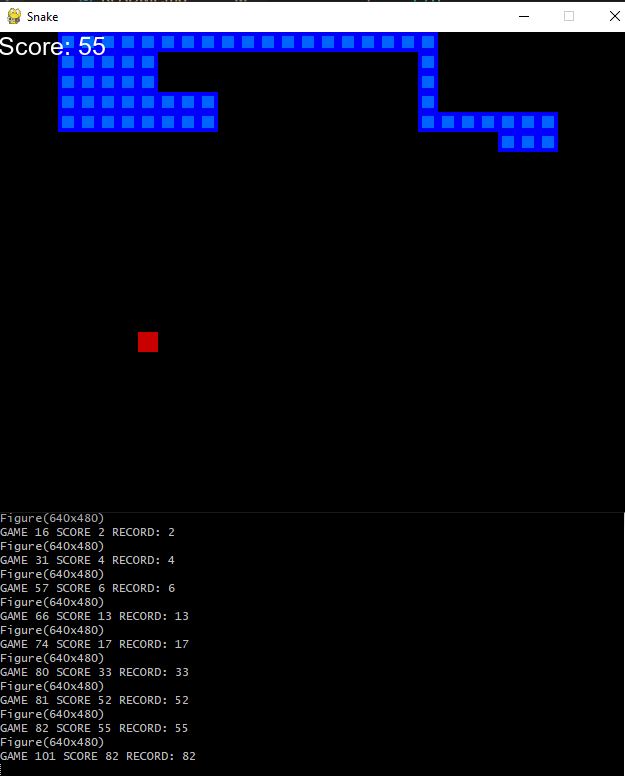 Snake
Score: 55
Figure(640x480)
GAME 16 SCORE 2 RECORD: 2
Figure(640x480)
GAME 31 SCORE 4 RECORD: 4
Figure(640x480)
GAME 57 SCORE 6 RECORD: 6
Figure(640x480)
GAME 66 SCORE 13 RECORD: 13
Figure(640x480)
GAME 74 SCORE 17 RECORD: 17
Figure(640x480)
GAME 80 SCORE 33 RECORD: 33
Figure(640x480)
GAME 81 SCORE 52 RECORD: 52
Figure(640x480)
GAME 82 SCORE 55 RECORD: 55
Figure(640x480)
GAME 101 SCORE 82 RECORD: 82